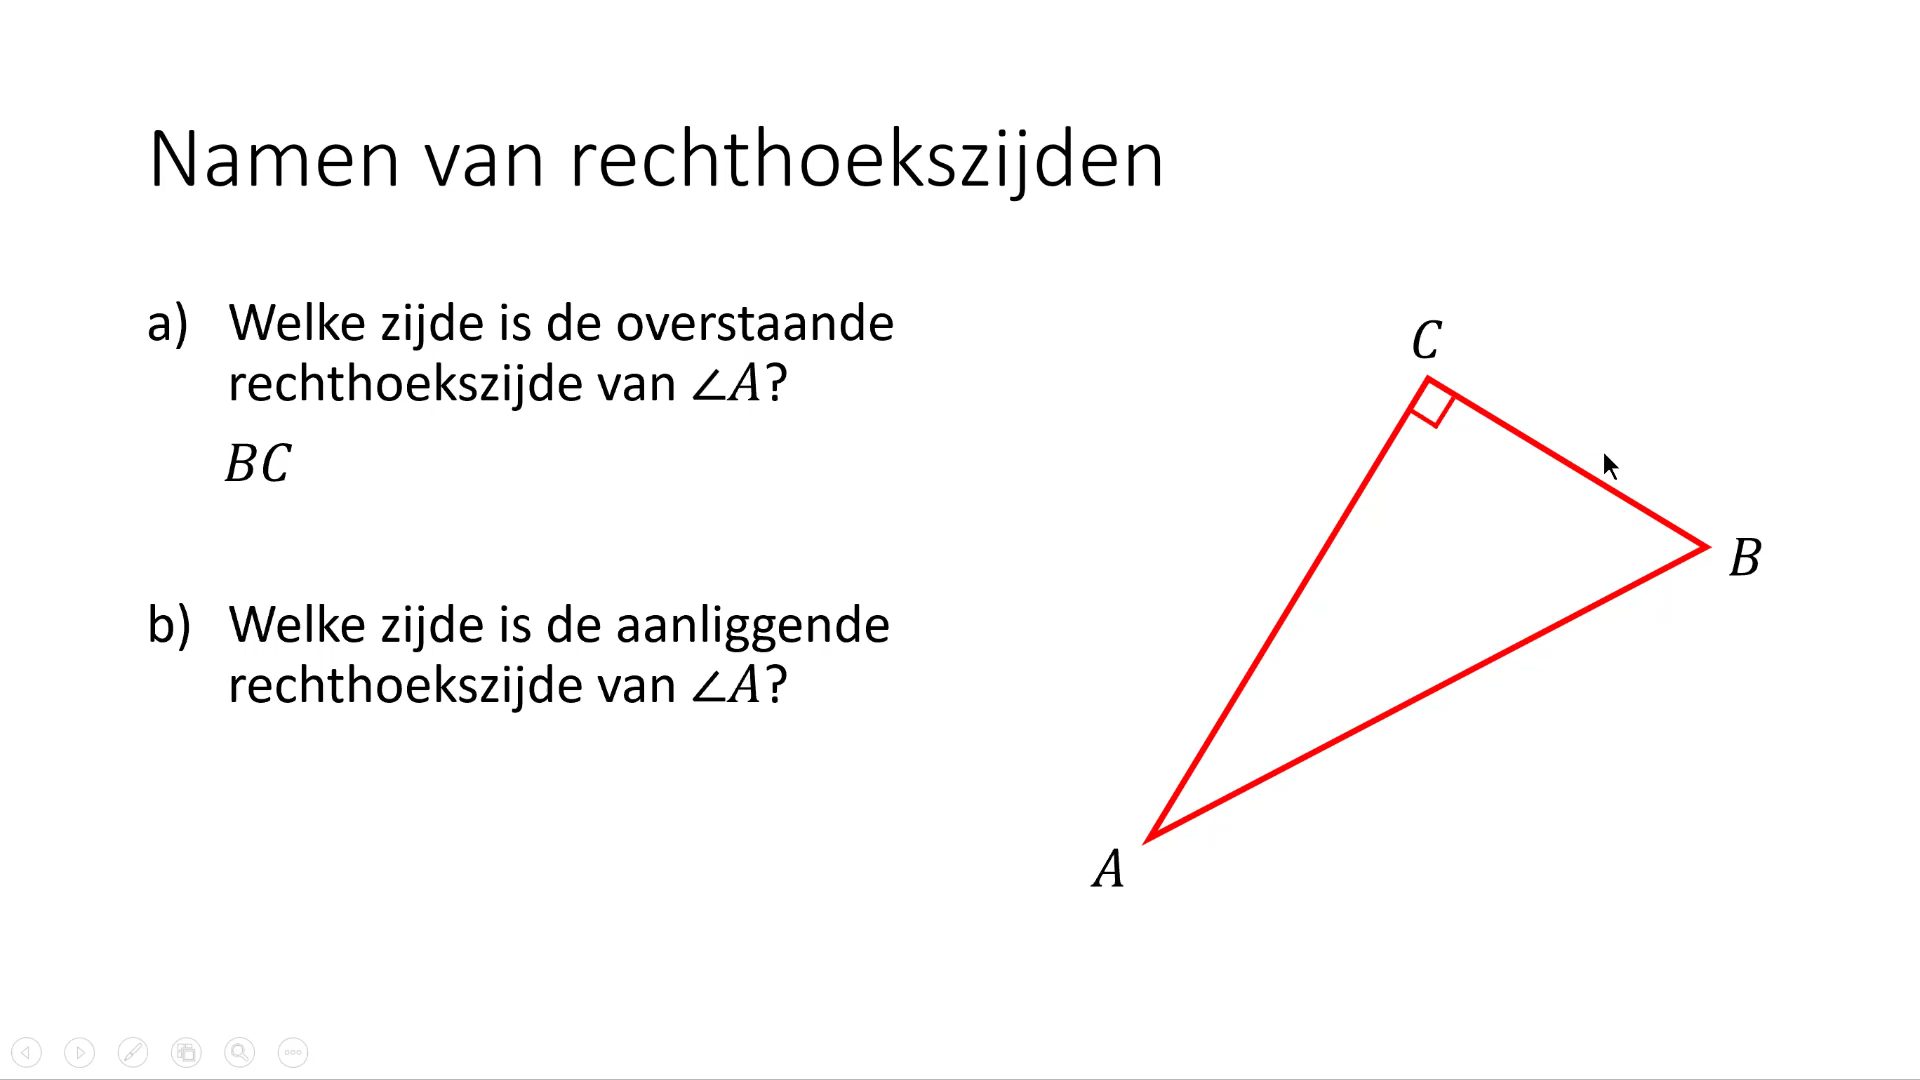 Namen van rechthoekszijden
a) Welke zijde is de overstaande
rechthoekszijde van ∠A?
BC
b) Welke zijde is de aanliggende
rechthoekszijde van ∠A?
C
B
A